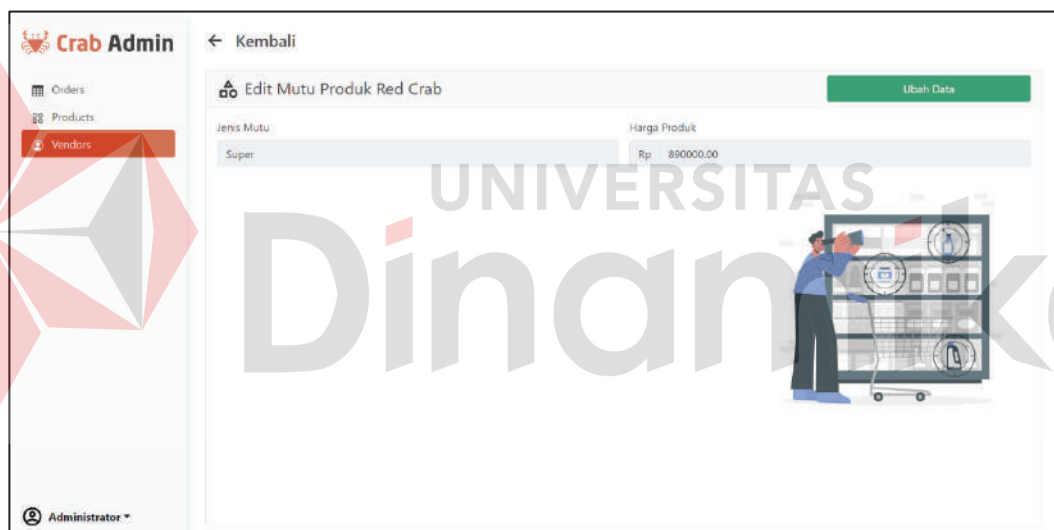 Crab Admin
Orders
Products
Vendors
Administrator
← Kembali
Edit Mutu Produk Red Crab
Ubah Data
Jenis Mutu
Harga Produk
Super
Rp 890000.00
UNIVERSITAS
Dinamika